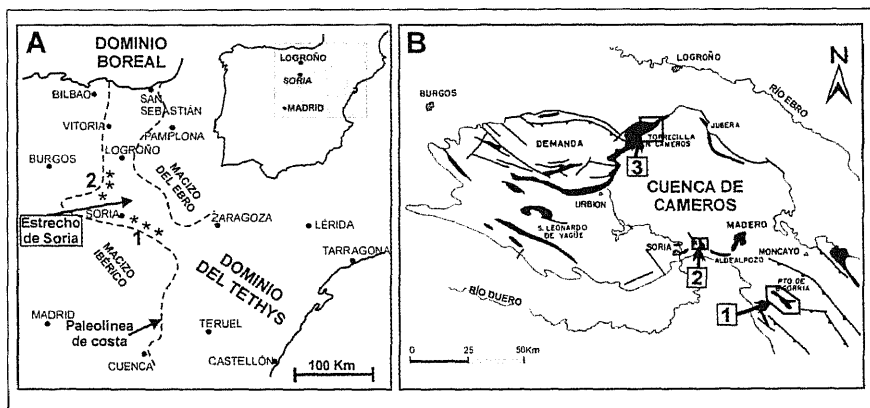 A
DOMINIO
BOREAL
BILBAO
SAN
SEBASTIÁN
VITORIA
PAMPLONA
LOGROÑO
BURGOS
MACIZO
DEL EBRO
2
SORIA
Estrecho
de Soria
1
ZARAGOZA
LÉRIDA
MACIZO
IBÉRICO
TARRAGONA
DOMINIO
DEL TETHYS
MADRID
Paleolínea
de costa
TERUEL
CUENCA
CASTELLÓN
100 Km
LOGROÑO
SORIA
MADRID
B
LOGROÑO
N
BURGOS
RÍO EBRO
DEMANDA
TORRECILLA
N CAMEROS
JUBERA
3
CUENCA DE
CAMEROS
URBION
S. LEONARDO
DE YAGÜE
SORIA
MADERO
ALDEALPOZO
MONCAYO
2
PTO DE
BIGORNIA
1
RÍO DUERO
0 25 50Km